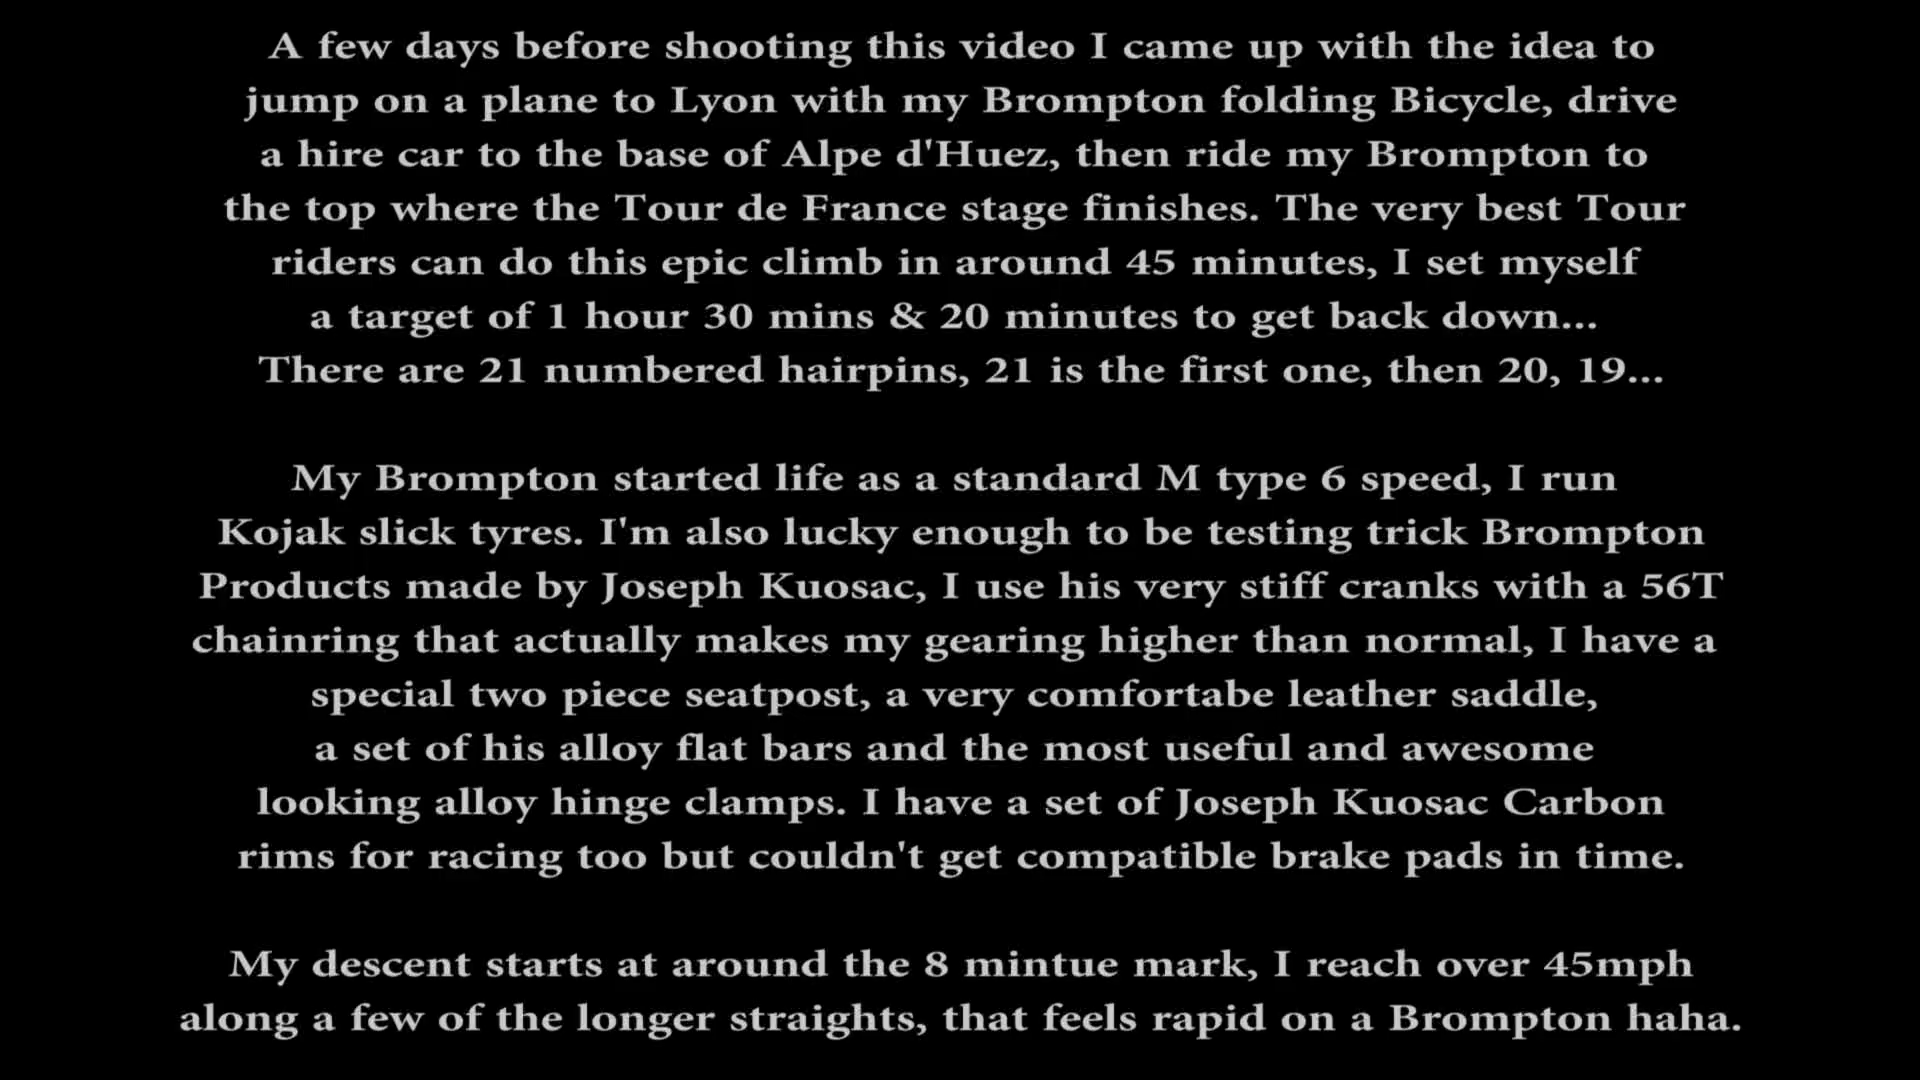 A few days before shooting this video I came up with the idea to
jump on a plane to Lyon with my Brompton folding Bicycle, drive
a hire car to the base of Alpe d'Huez, then ride my Brompton to
the top where the Tour de France stage finishes. The very best Tour
riders can do this epic climb in around 45 minutes, I set myself
a target of 1 hour 30 mins & 20 minutes to get back down...
There are 21 numbered hairpins, 21 is the first one, then 20, 19...
My Brompton started life as a standard M type 6 speed, I run
Kojak slick tyres. I'm also lucky enough to be testing trick Brompton
Products made by Joseph Kuosac, I use his very stiff cranks with a 56T
chainring that actually makes my gearing higher than normal, I have a
special two piece seatpost, a very comfortabe leather saddle,
a set of his alloy flat bars and the most useful and awesome
looking alloy hinge clamps. I have a set of Joseph Kuosac Carbon
rims for racing too but couldn't get compatible brake pads in time.
My descent starts at around the 8 mintue mark, I reach over 45mph
along a few of the longer straights, that feels rapid on a Brompton haha.